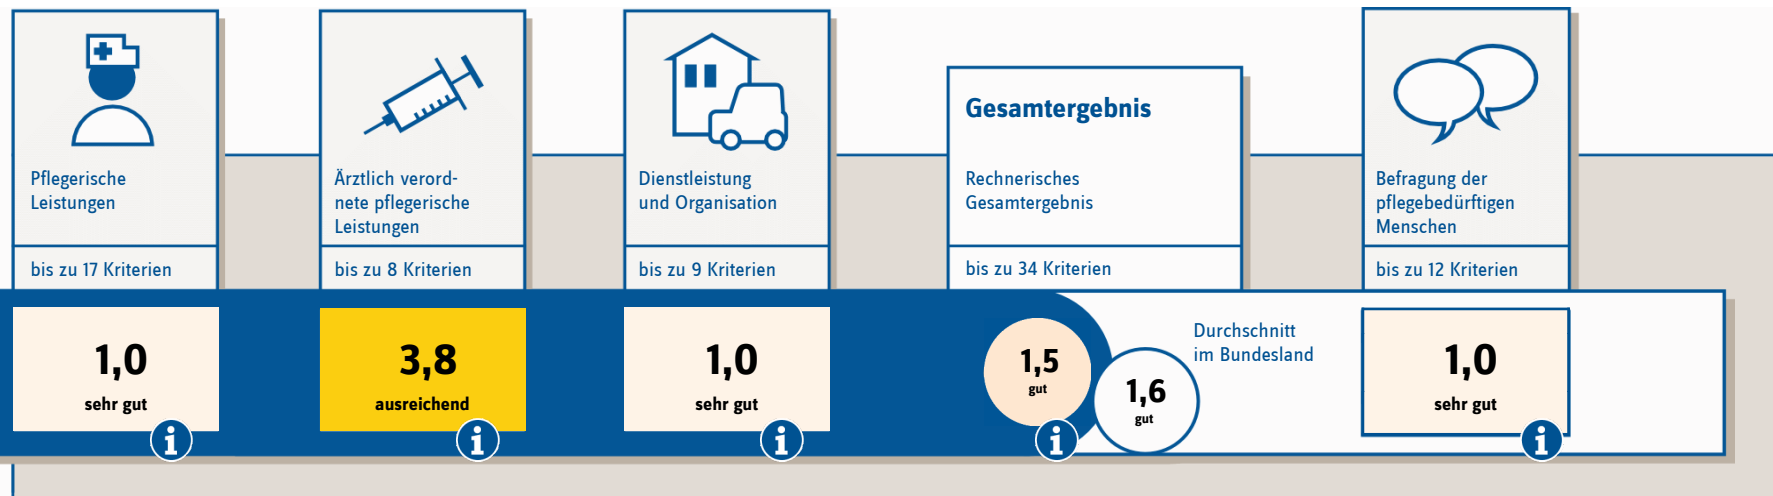 Pflegerische
Leistungen
bis zu 17 Kriterien
1,0
sehr gut
i
Ärztlich verord-
nete pflegerische
Leistungen
bis zu 8 Kriterien
3,8
ausreichend
i
Dienstleistung
und Organisation
bis zu 9 Kriterien
1,0
sehr gut
i
Gesamtergebnis
Rechnerisches
Gesamtergebnis
bis zu 34 Kriterien
1,5
gut
i
Durchschnitt
im Bundesland
1,6
gut
Befragung der
pflegebedürftigen
Menschen
bis zu 12 Kriterien
1,0
sehr gut
i